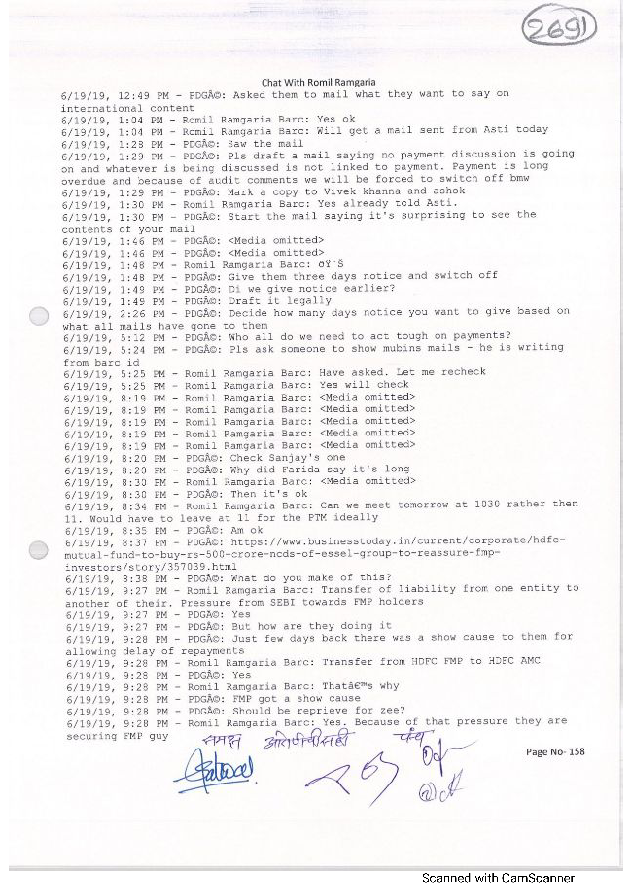 2691
Chat With Romil Ramgaria
6/19/19, 12:49 PM - PDGÃ©: Asked them to mail what they want to say on
international content
6/19/19, 1:04 PM - Romil Ramgaria Barc: Yes ok
6/19/19, 1:04 PM - Romil Ramgaria Barc: Will get a mail sent from Asti today
6/19/19, 1:28 PM - PDGÃ©: Saw the mail
6/19/19, 1:29 PM - PDGÃ©: Pls draft a mail saying no payment discussion is going
on and whatever is being discussed is not linked to payment. Payment is long
overdue and because of audit comments we will be forced to switch off bmw
6/19/19, 1:29 PM - PDGÃ©: Mark a copy to Vivek khanna and ashok
6/19/19, 1:30 PM - Romil Ramgaria Barc: Yes already told Asti.
6/19/19, 1:30 PM - PDGÃ©: Start the mail saying it's surprising to see the
contents of your mail
6/19/19, 1:46 PM - PDGÃ©: <Media omitted>
6/19/19, 1:46 PM - PDGÃ©: <Media omitted>
6/19/19, 1:48 PM - Romil Ramgaria Barc:
6/19/19, 1:48 PM - PDGÃ©: Give them three days notice and switch off
6/19/19, 1:49 PM - PDGÃ©: Di we give notice earlier?
6/19/19, 1:49 PM - PDGÃ©: Draft it legally
6/19/19, 2:26 PM - PDGÃ©: Decide how many days notice you want to give based on
what all mails have gone to them
6/19/19, 5:12 PM - PDGÃ©: Who all do we need to act tough on payments?
6/19/19, 5:24 PM - PDGÃ©: Pls ask someone to show mubins mails - he is writing
from barc id
6/19/19, 5:25 PM - Romil Ramgaria Barc: Have asked. Let me recheck
6/19/19, 5:25 PM - Romil Ramgaria Barc: Yes will check
6/19/19, 8:19 PM - Romil Ramgaria Barc: <Media omitted>
6/19/19, 8:19 PM - Romil Ramgaria Barc: <Media omitted>
6/19/19, 8:19 PM - Romil Ramgaria Barc: <Media omitted>
6/19/19, 8:19 PM - Romil Ramgaria Barc: <Media omitted>
6/19/19, 8:19 PM - Romil Ramgaria Barc: <Media omitted>
6/19/19, 8:20 PM - PDGÃ©: Check Sanjay's one
6/19/19, 8:20 PM - PDGÃ©: Why did Farida say it's long
6/19/19, 8:30 PM - Romil Ramgaria Barc: <Media omitted>
6/19/19, 8:30 PM - PDGÃ©: Then it's ok
6/19/19, 8:34 PM - Romil Ramgaria Barc: Can we meet tomorrow at 1030 rather then
11. Would have to leave at 11 for the PTM ideally
6/19/19, 8:35 PM - PDGÃ©: Am ok
6/19/19, 8:37 PM - PDGÃ©: https://www.businesstoday.in/current/corporate/hdfc-
mutual-fund-to-buy-rs-500-crore-ncds-of-essel-group-to-reassure-fmp-
investors/story/357039.html
6/19/19, 8:38 PM - PDGÃ©: What do you make of this?
6/19/19, 9:27 PM - Romil Ramgaria Barc: Transfer of liability from one entity to
another of their. Pressure from SEBI towards FMP holcers
6/19/19, 9:27 PM - PDGÃ©: Yes
6/19/19, 9:27 PM - PDGÃ©: But how are they doing it
6/19/19, 9:28 PM - PDGÃ©: Just few days back there was a show cause to them for
allowing delay of repayments
6/19/19, 9:28 PM - Romil Ramgaria Barc: Transfer from HDFC FMP to HDFC AMC
6/19/19, 9:28 PM - PDGÃ©: Yes
6/19/19, 9:28 PM - Romil Ramgaria Barc: Thatâ€™s why
6/19/19, 9:28 PM - PDGÃ©: FMP got a show cause
6/19/19, 9:28 PM - PDGÃ©: Should be reprieve for zee?
6/19/19, 9:28 PM - Romil Ramgaria Barc: Yes. Because of that pressure they are
securing FMP guy
समक्ष पंच
Page No- 158
Scanned with CamScanner